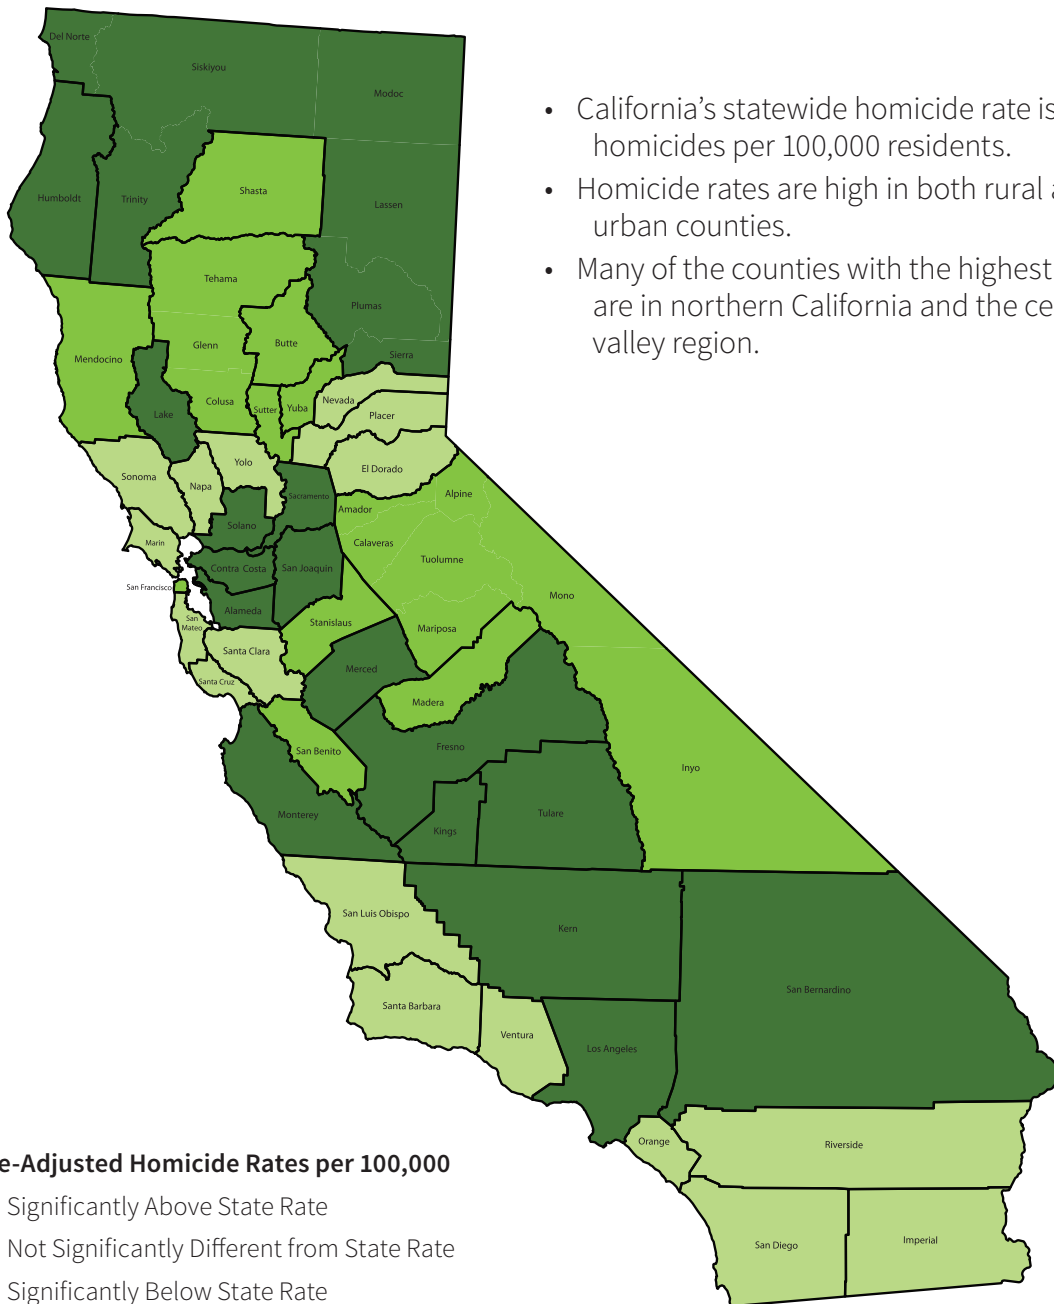 Del Norte
Siskiyou
Modoc
• California’s statewide homicide rate is
homicides per 100,000 residents.
• Homicide rates are high in both rural
urban counties.
• Many of the counties with the highest
are in northern California and the
valley region.
Humboldt
Trinity
Shasta
Lassen
Tehama
Plumas
Mendocino
Glenn
Butte
Sierra
Lake
Colusa
Sutter
Yuba
Nevada
Placer
Sonoma
Napa
Yolo
El Dorado
Sacramento
Amador
Alpine
Solano
Marin
Calaveras
Contra Costa
San Joaquin
Tuolumne
San Francisco
Alameda
Mono
San
Mateo
Stanislaus
Mariposa
Santa Clara
Merced
Santa Cruz
Madera
San Benito
Fresno
Inyo
Monterey
Kings
Tulare
San Luis Obispo
Kern
San Bernardino
Santa Barbara
Ventura
Los Angeles
Orange
Riverside
San Diego
Imperial
e-Adjusted Homicide Rates per 100,000
Significantly Above State Rate
Not Significantly Different from State Rate
Significantly Below State Rate